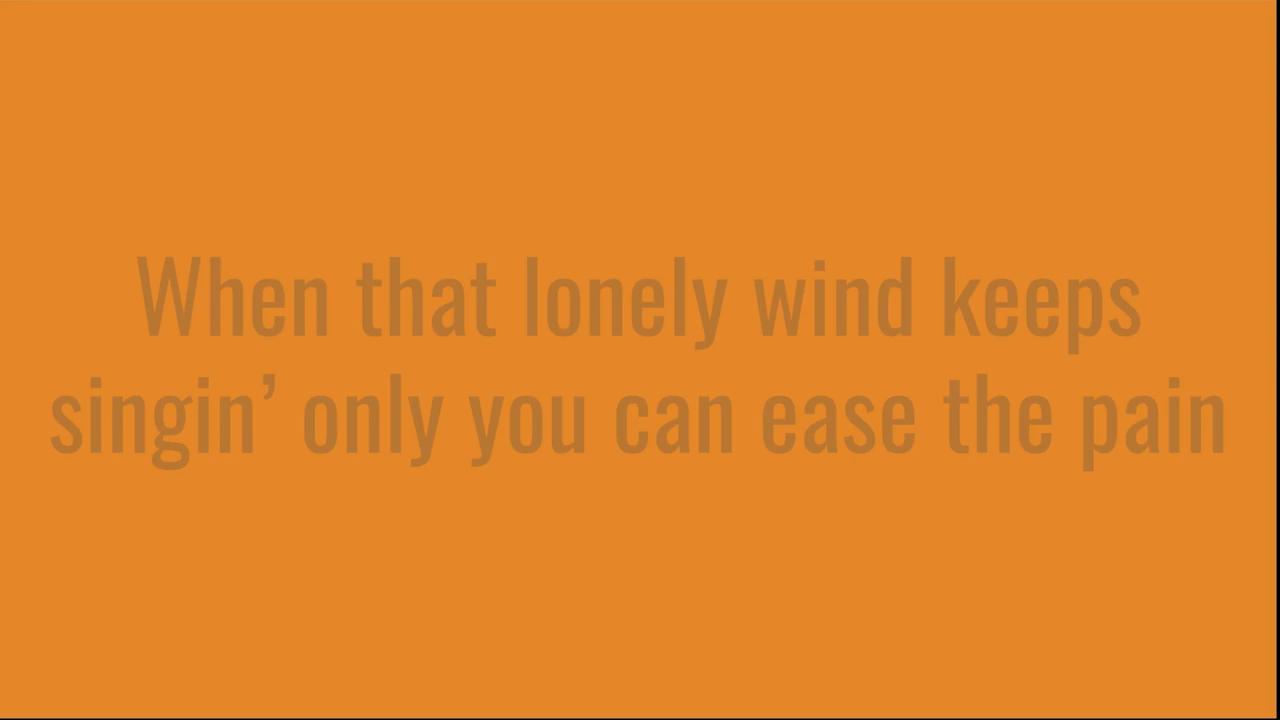 When that lonely wind keeps
singin’ only you can ease the pain